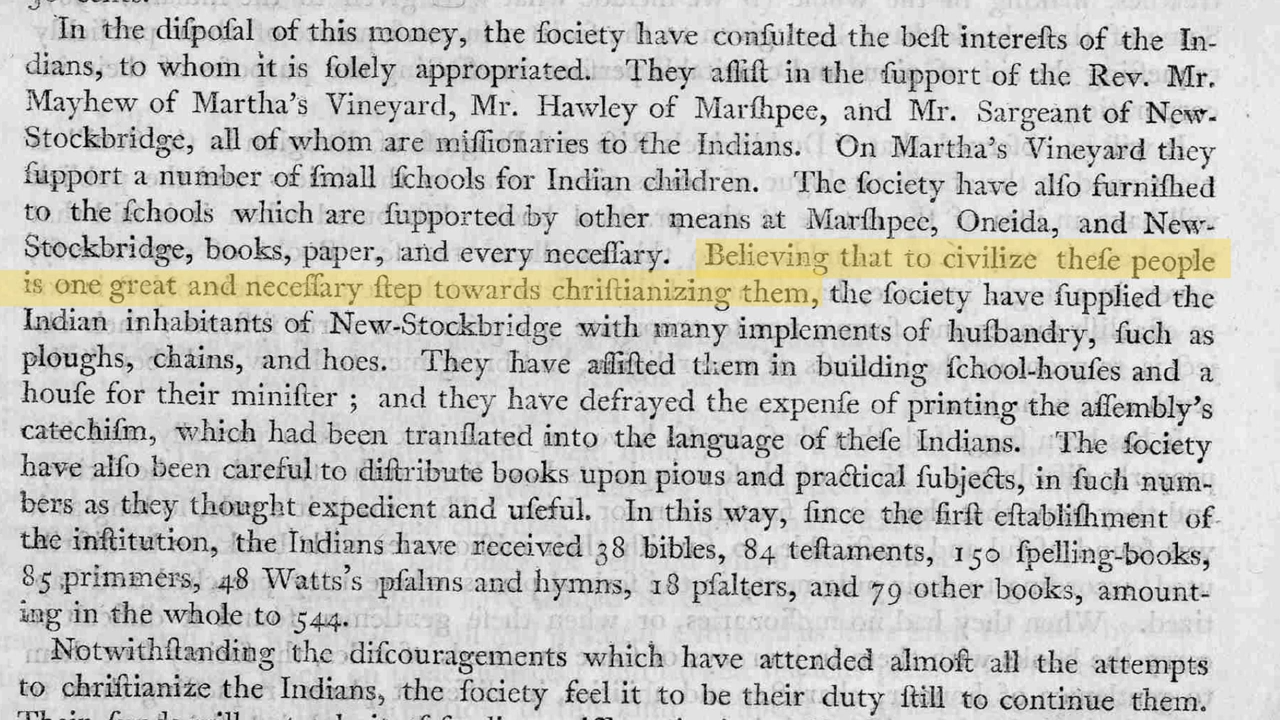 In the diſpoſal of this money, the ſociety have conſulted the beſt intereſts of the In-
dians, to whom it is ſolely appropriated. They aſſiſt in the ſupport of the Rev. Mr.
Mayhew of Martha's Vineyard, Mr. Hawley of Marſhpee, and Mr. Sargeant of New-
Stockbridge, all of whom are miſſionaries to the Indians. On Martha's Vineyard they
ſupport a number of ſmall ſchools for Indian children. The ſociety have alſo furniſhed
to the ſchools which are ſupported by other means at Marſhpee, Oneida, and New-
Stockbridge, books, paper, and every neceſſary. Believing that to civilize theſe people
is one great and neceſſary ſtep towards chriſtianizing them, the ſociety have ſupplied the
Indian inhabitants of New-Stockbridge with many implements of huſbandry, ſuch as
ploughs, chains, and hoes. They have aſſiſted them in building ſchool-houſes and a
houſe for their miniſter ; and they have defrayed the expenſe of printing the aſſembly's
catechiſm, which had been tranſlated into the language of theſe Indians. The ſociety
have alſo been careful to diſtribute books upon pious and practical ſubjects, in ſuch num-
bers as they thought expedient and uſeful. In this way, ſince the firſt eſtabliſhment of
the inſtitution, the Indians have received 38 bibles, 84 teſtaments, 150 ſpelling-books,
85 primmers, 48 Watts's pſalms and hymns, 18 pſalters, and 79 other books, amount-
ing in the whole to 544.
Notwithſtanding the diſcouragements which have attended almoſt all the attempts
to chriſtianize the Indians, the ſociety feel it to be their duty ſtill to continue them.